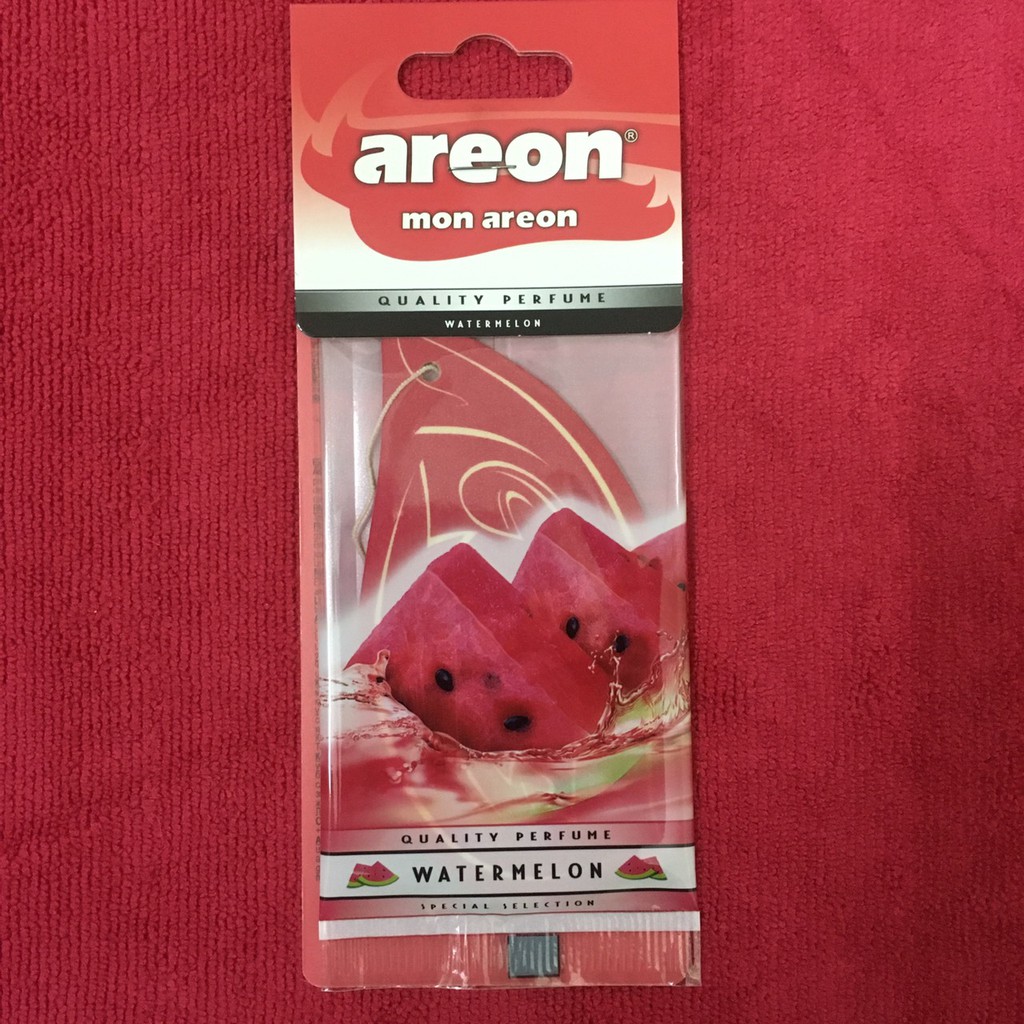 areon®
mon areon
QUALITY PERFUME
WATERMELON
QUALITY PERFUME
WATERMELON
SPECIAL SELECTION